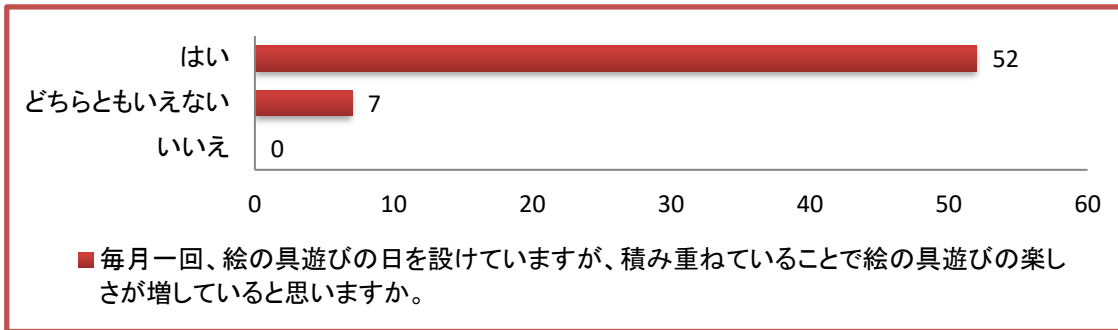 はい 52
どちらともいえない 7
いいえ 0
0 10 20 30 40 50 60
毎月一回、絵の具遊びの日を設けていますが、積み重ねていることで絵の具遊びの楽し
さが増していると思いますか。